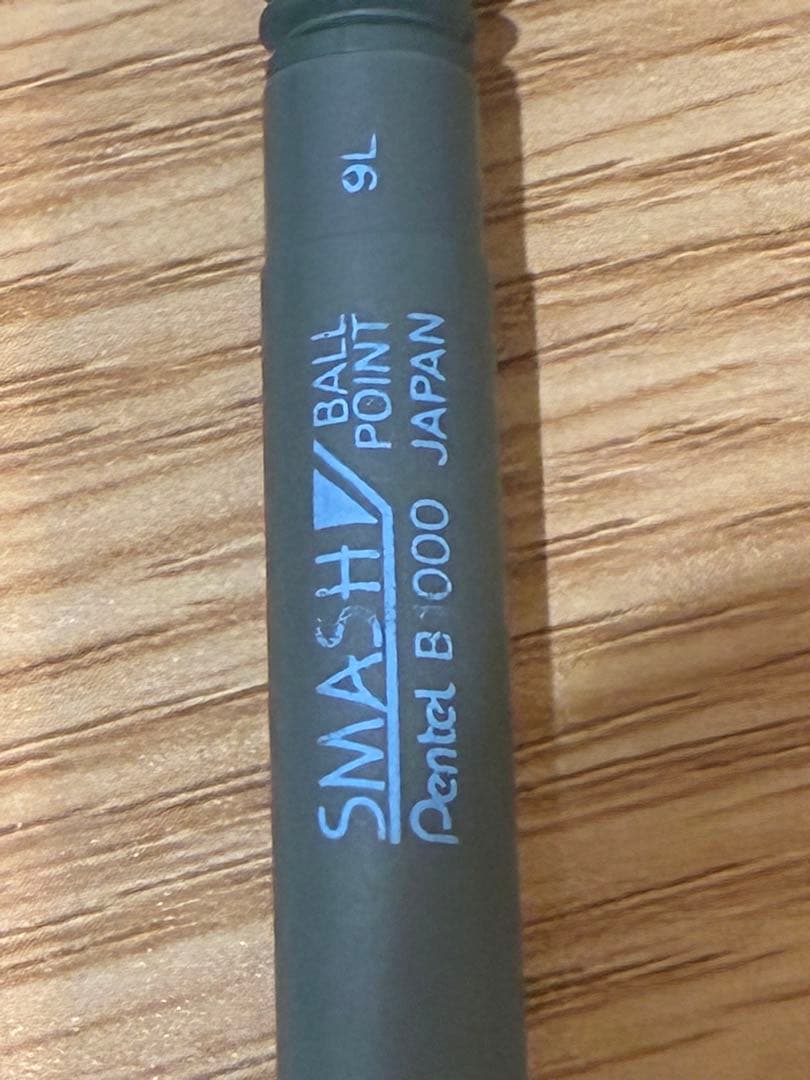 SMASH BALL
POINT
Pentel B1000 JAPAN
9L